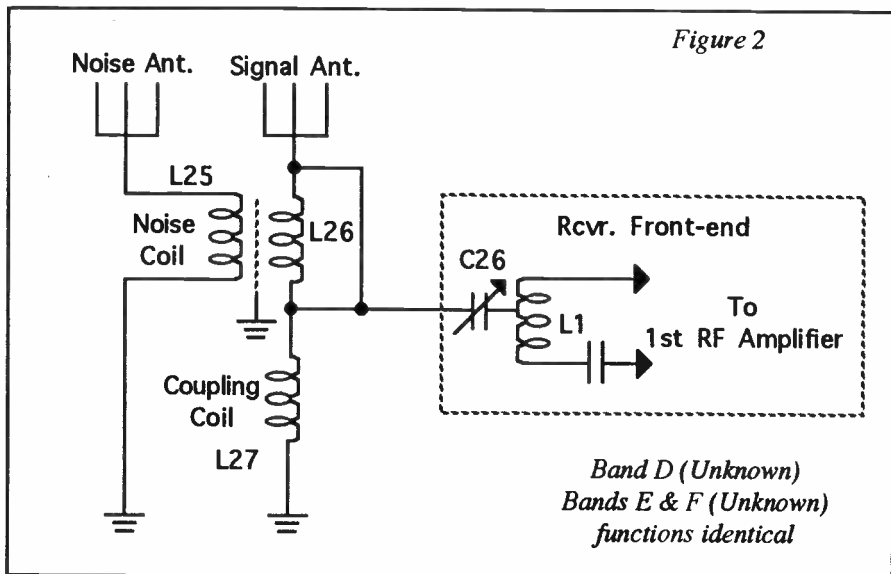 Figure 2
Noise Ant.
Signal Ant.
L25
Noise
Coil
L26
Rcvr. Front-end
C26
L1
To
1st RF Amplifier
Coupling
Coil
L27
Band D (Unknown)
Bands E & F (Unknown)
functions identical